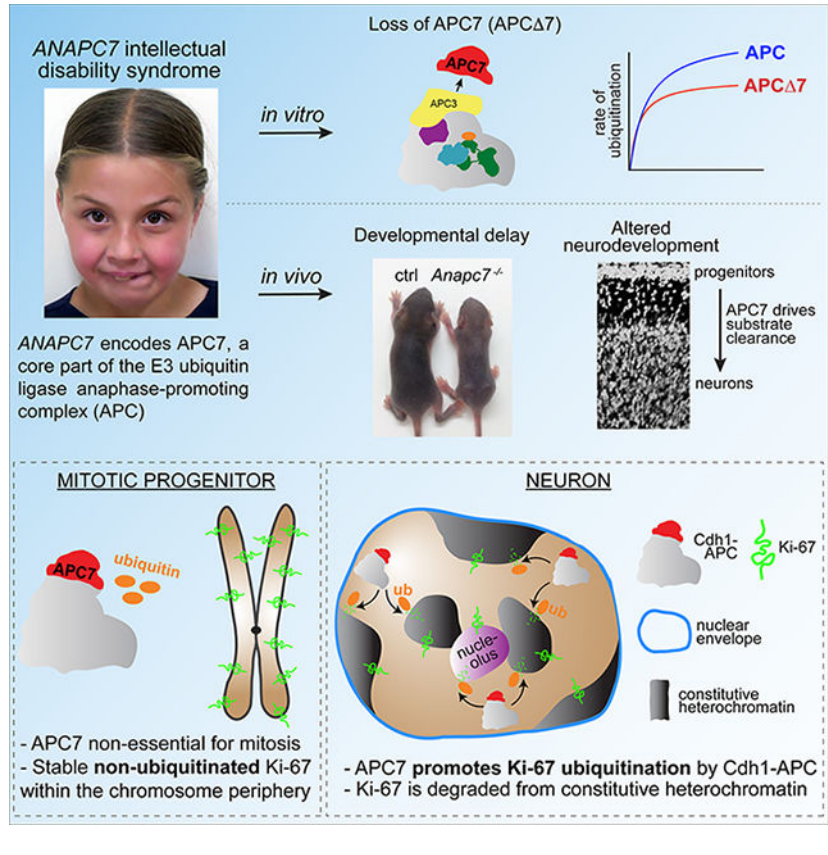 ANAPC7 intellectual
disability syndrome
in vitro
Loss of APC7 (APCΔ7)
APC7
APC3
rate of
ubiquitination
APC
APCΔ7
in vivo
Developmental delay
ctrl Anapc7 -/-
Altered
neurodevelopment
progenitors
APC7 drives
substrate
clearance
neurons
ANAPC7 encodes APC7, a
core part of the E3 ubiquitin
ligase anaphase-promoting
complex (APC)
MITOTIC PROGENITOR
APC7
ubiquitin
- APC7 non-essential for mitosis
- Stable non-ubiquitinated Ki-67
within the chromosome periphery
NEURON
ub
ub
nucle-
olus
Cdh1-
APC
Ki-67
nuclear
envelope
constitutive
heterochromatin
- APC7 promotes Ki-67 ubiquitination by Cdh1-APC
- Ki-67 is degraded from constitutive heterochromatin